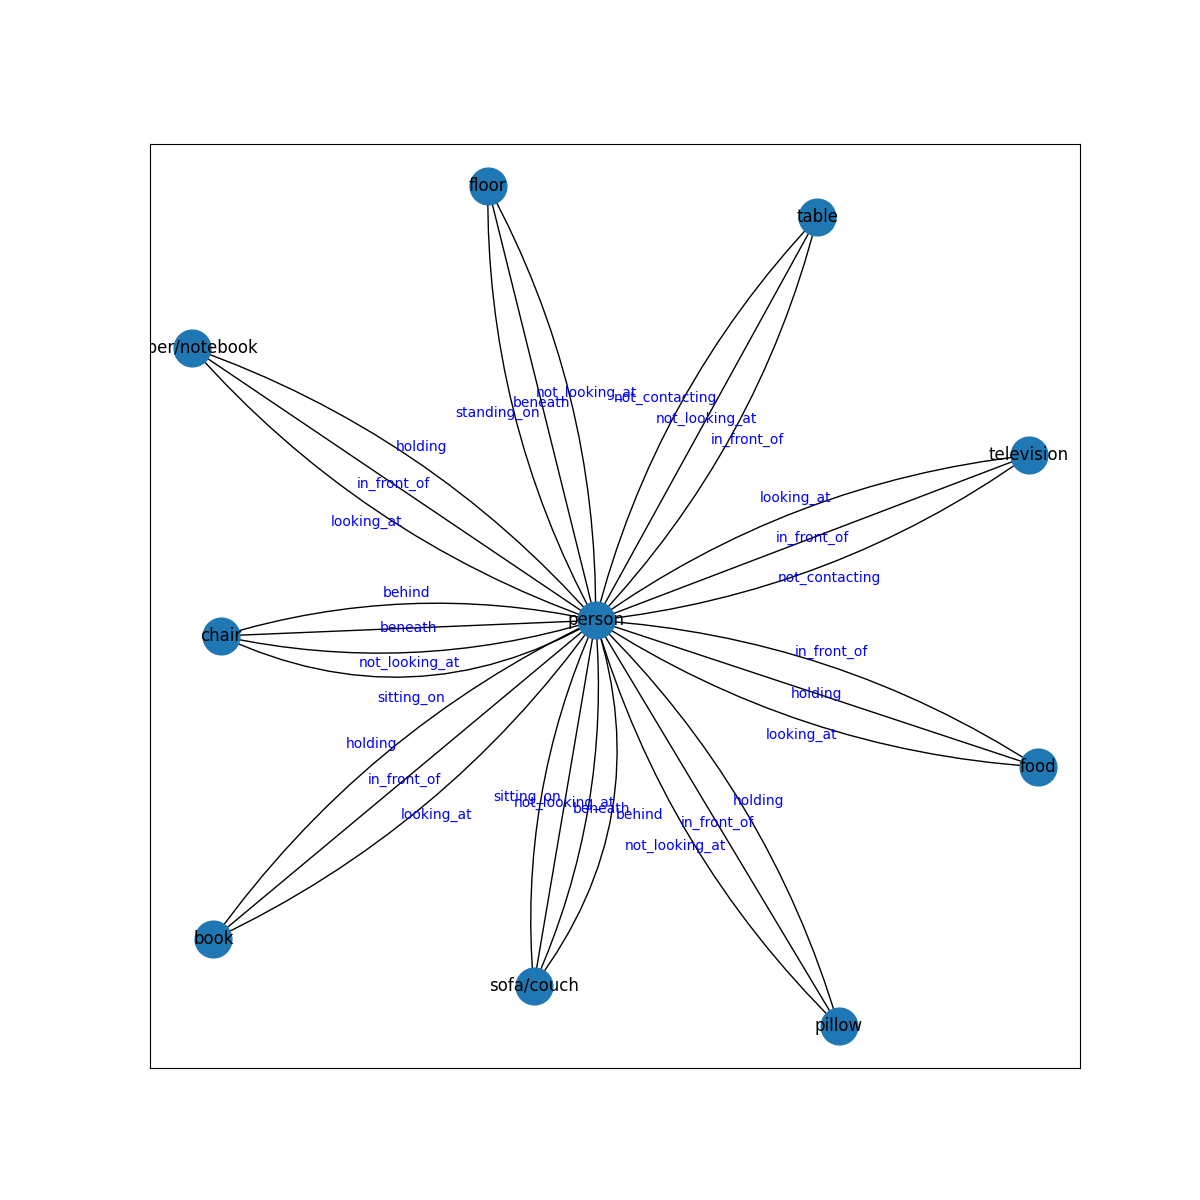 floor
table
per/notebook
not_looking_at
not_contacting
beneath
standing_on
not_looking_at
in_front_of
holding
television
in_front_of
looking_at
looking_at
in_front_of
not_contacting
behind
person
beneath
chair
in_front_of
not_looking_at
holding
sitting_on
looking_at
holding
food
in_front_of
sitting_on
not_looking_at
beneath
behind
holding
looking_at
in_front_of
not_looking_at
book
sofa/couch
pillow